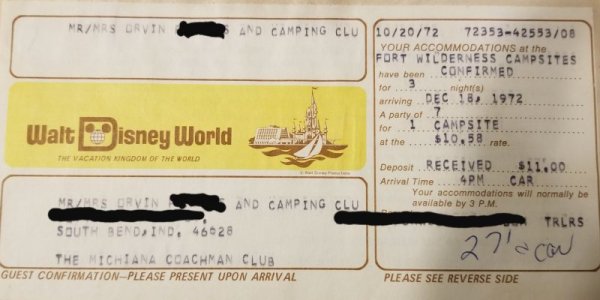 MR/MRS ORVIN AND CAMPING CLU
Walt Disney World
THE VACATION KINGDOM OF THE WORLD
© Walt Disney Productions
MR/MRS ORVIN AND CAMPING CLU
SOUTH BEND, IND. 46628
THE MICHIANA COACHMAN CLUB
GUEST CONFIRMATION—PLEASE PRESENT UPON ARRIVAL
10/20/72 72353-42553/08
YOUR ACCOMMODATIONS at the
FORT WILDERNESS CAMPSITES
have been CONFIRMED
for 3 night(s)
arriving DEC 18, 1972
A party of 7
for 1 CAMPSITE
at the $10.58 rate.
Deposit RECEIVED $11.00
Arrival Time 4PM CAR
Your accommodations will normally be
available by 3 P.M.
TRLRS
27'
PLEASE SEE REVERSE SIDE